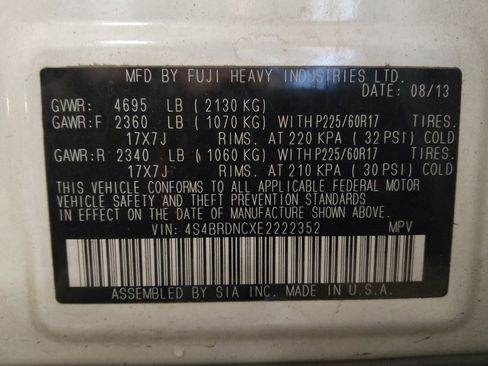 MFD BY FUJI HEAVY INDUSTRIES LTD.
DATE: 08/13
GVWR: 4695 LB (2130 KG)
GAWR:F 2360 LB (1070 KG) WITH P225/60R17 TIRES.
17X7J RIMS. AT 220 KPA (32 PSI) COLD
GAWR:R 2340 LB (1060 KG) WITH P225/60R17 TIRES.
17X7J RIMS. AT 210 KPA (30 PSI) COLD
THIS VEHICLE CONFORMS TO ALL APPLICABLE FEDERAL MOTOR
VEHICLE SAFETY AND THEFT PREVENTION STANDARDS
IN EFFECT ON THE DATE OF MANUFACTURE SHOWN ABOVE.
VIN: 4S4BRDNCXE2222352 MPV
ASSEMBLED BY SIA INC. MADE IN U.S.A.